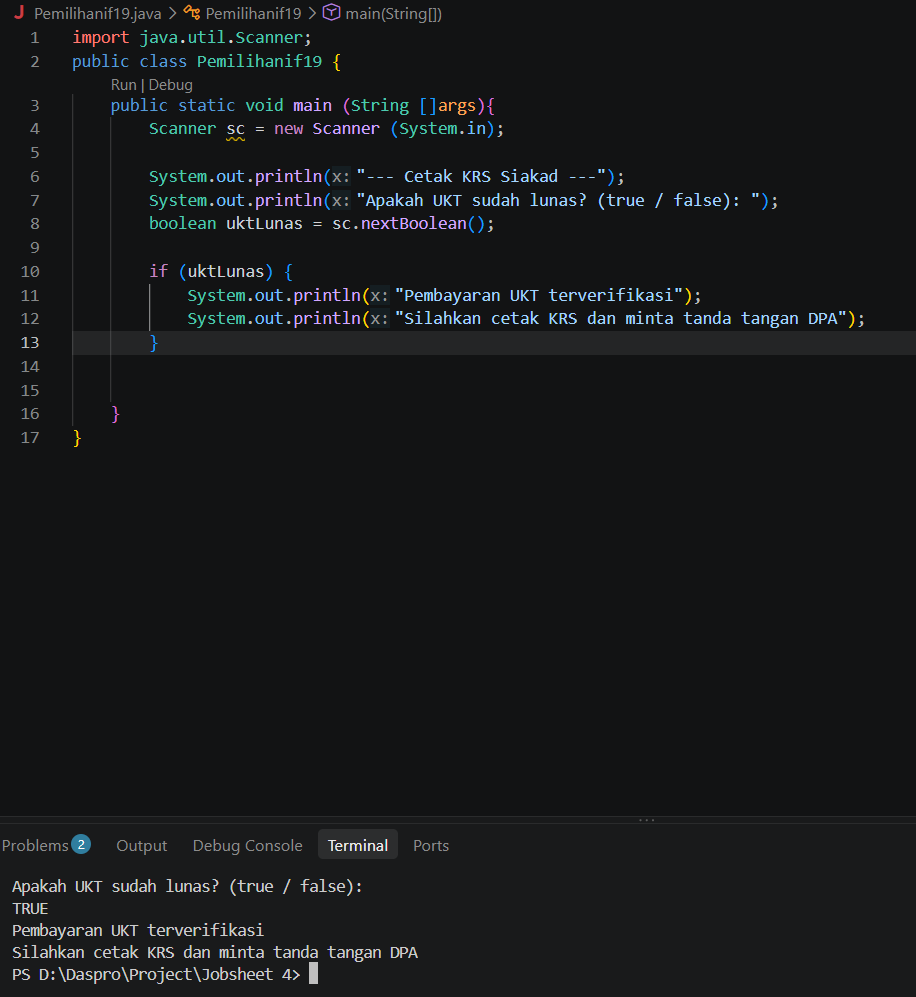 Pemilihanif19.java > Pemilihanif19 > main(String[])
1 import java.util.Scanner;
2 public class Pemilihanif19 {
Run | Debug
3 public static void main (String []args){
4 Scanner sc = new Scanner (System.in);
5
6 System.out.println(x: "--- Cetak KRS Siakad ---");
7 System.out.println(x: "Apakah UKT sudah lunas? (true / false): ");
8 boolean uktLunas = sc.nextBoolean();
9
10 if (uktLunas) {
11 System.out.println(x: "Pembayaran UKT terverifikasi");
12 System.out.println(x: "Silahkan cetak KRS dan minta tanda tangan DPA");
13 }
14
15
16 }
17 }
Problems 2 Output Debug Console Terminal Ports
Apakah UKT sudah lunas? (true / false):
TRUE
Pembayaran UKT terverifikasi
Silahkan cetak KRS dan minta tanda tangan DPA
PS D:\Daspro\Project\Jobsheet 4>